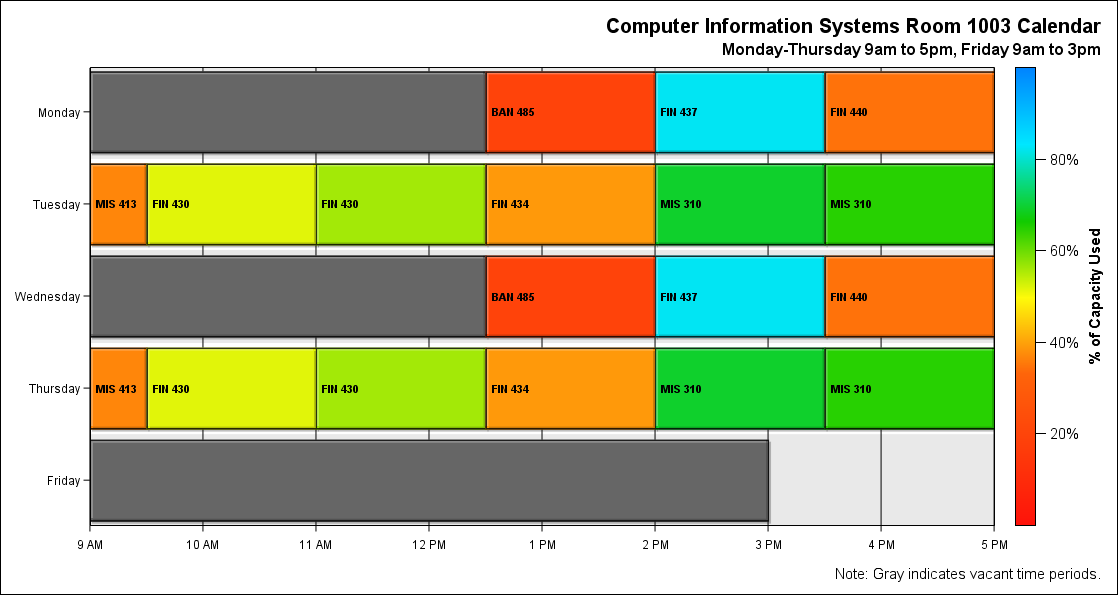 Computer Information Systems Room 1003 Calendar
Monday-Thursday 9am to 5pm, Friday 9am to 3pm
Monday BAN 485 FIN 437 FIN 440
80%
Tuesday MIS 413 FIN 430 FIN 430 FIN 434 MIS 310 MIS 310
60%
Wednesday BAN 485 FIN 437 FIN 440
% of Capacity Used
40%
Thursday MIS 413 FIN 430 FIN 430 FIN 434 MIS 310 MIS 310
20%
Friday
9 AM 10 AM 11 AM 12 PM 1 PM 2 PM 3 PM 4 PM 5 PM
Note: Gray indicates vacant time periods.